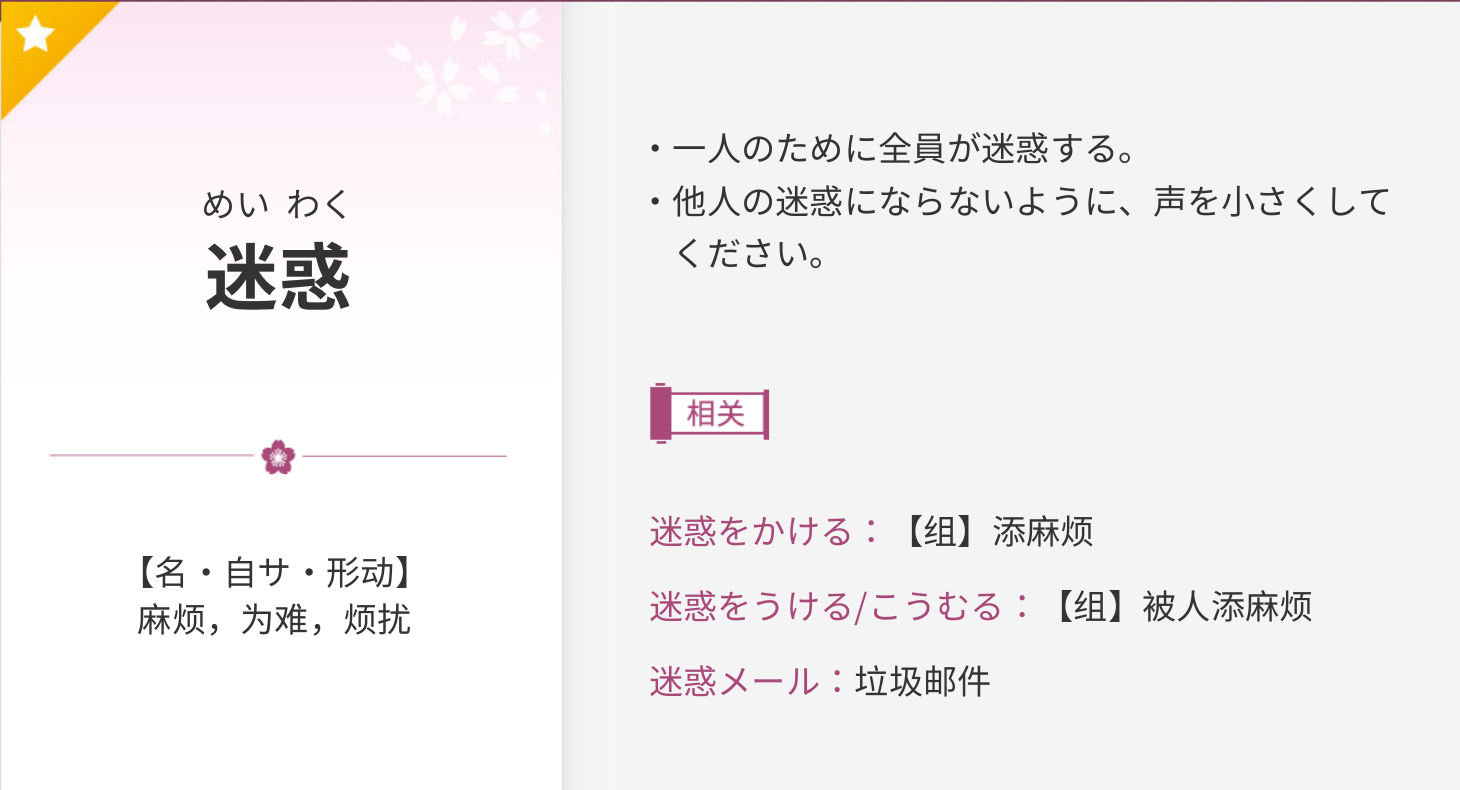 めい わく
迷惑
【名・自サ・形动】
麻烦，为难，烦扰
・一人のために全員が迷惑する。
・他人の迷惑にならないように、声を小さくして
ください。
相关
迷惑をかける：【组】添麻烦
迷惑をうける/こうむる：【组】被人添麻烦
迷惑メール：垃圾邮件